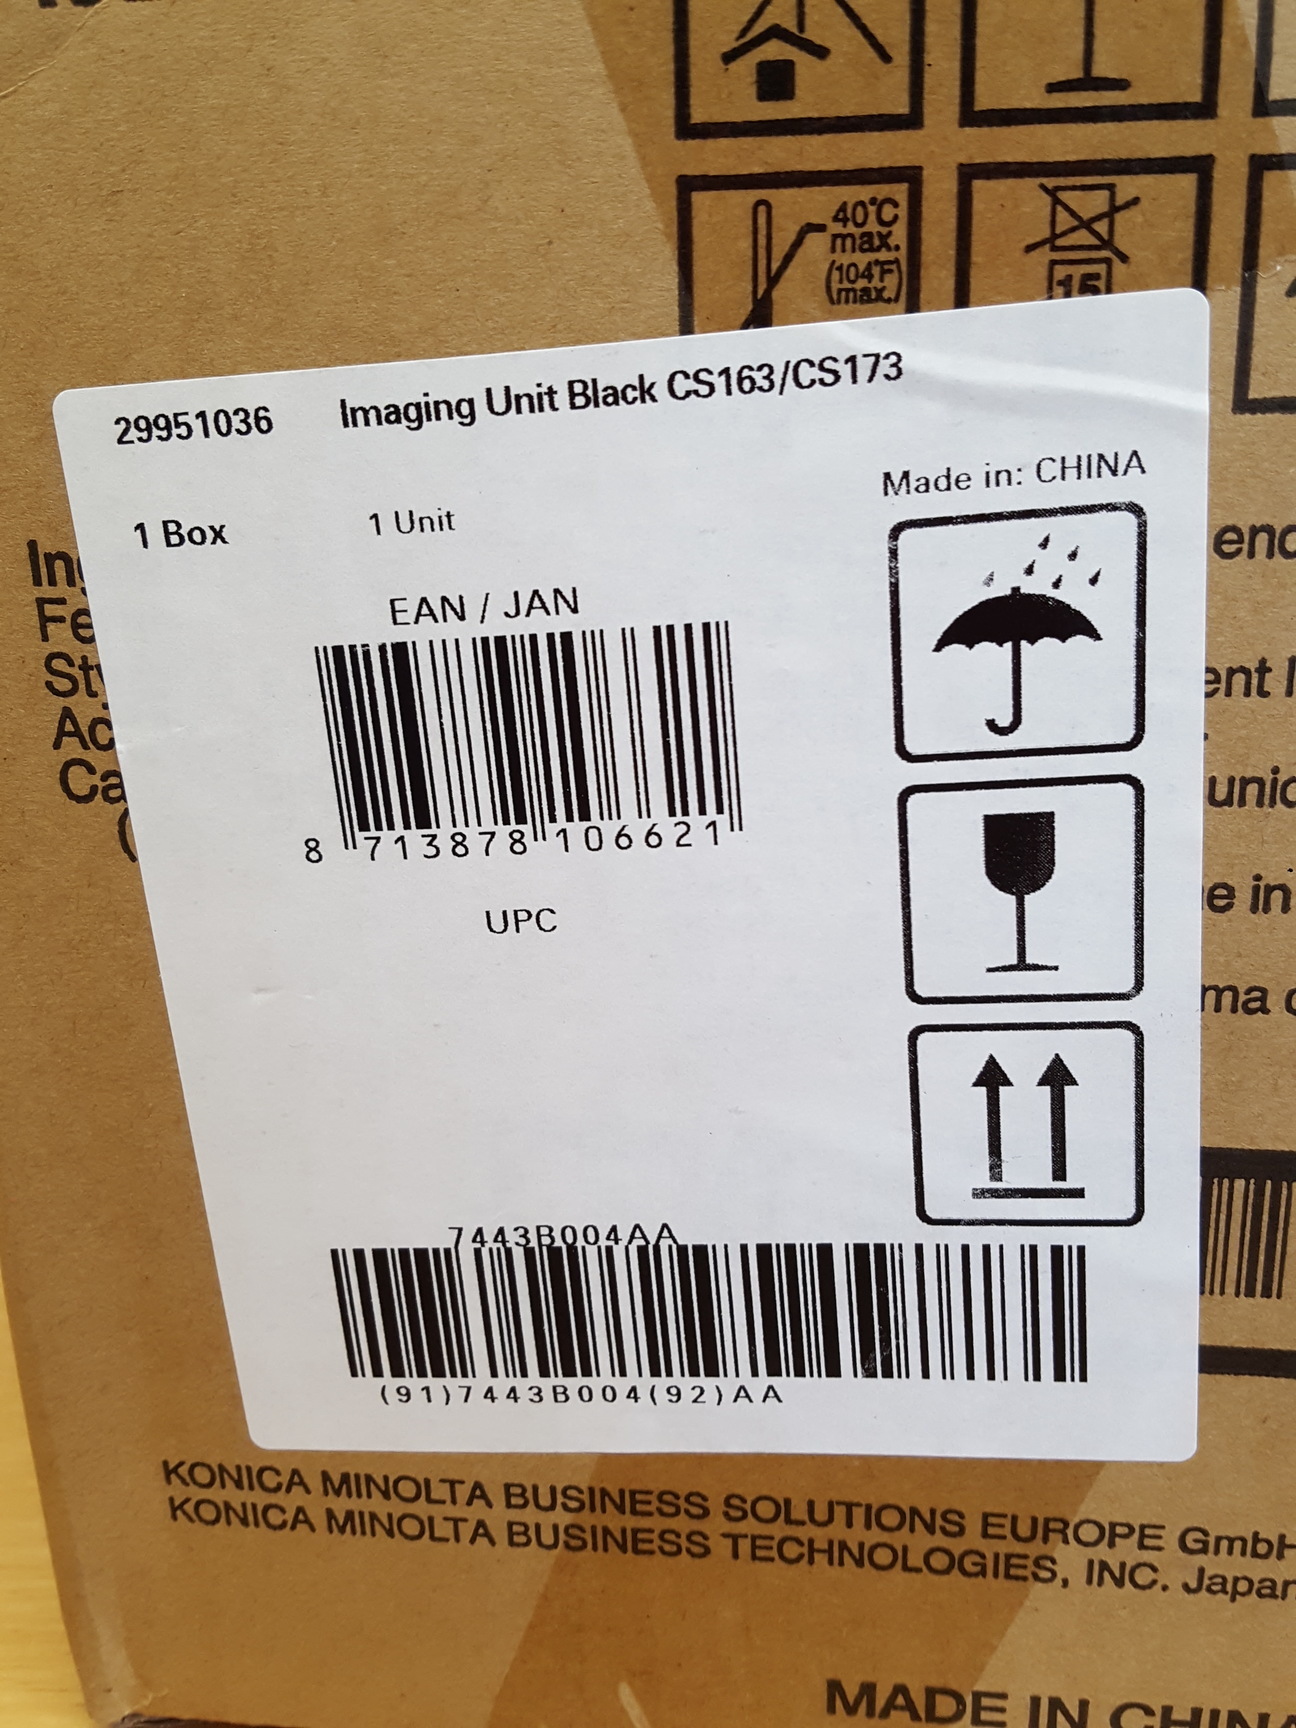 40°C
max.
(104°F
max.)
15
29951036 Imaging Unit Black CS163/CS173
Made in: CHINA
1 Box 1 Unit
EAN / JAN
8 713878 106621
UPC
7443B004AA
(91)7443B004(92)AA
KONICA MINOLTA BUSINESS SOLUTIONS EUROPE GmbH
KONICA MINOLTA BUSINESS TECHNOLOGIES, INC. Japan
MADE IN CHINA